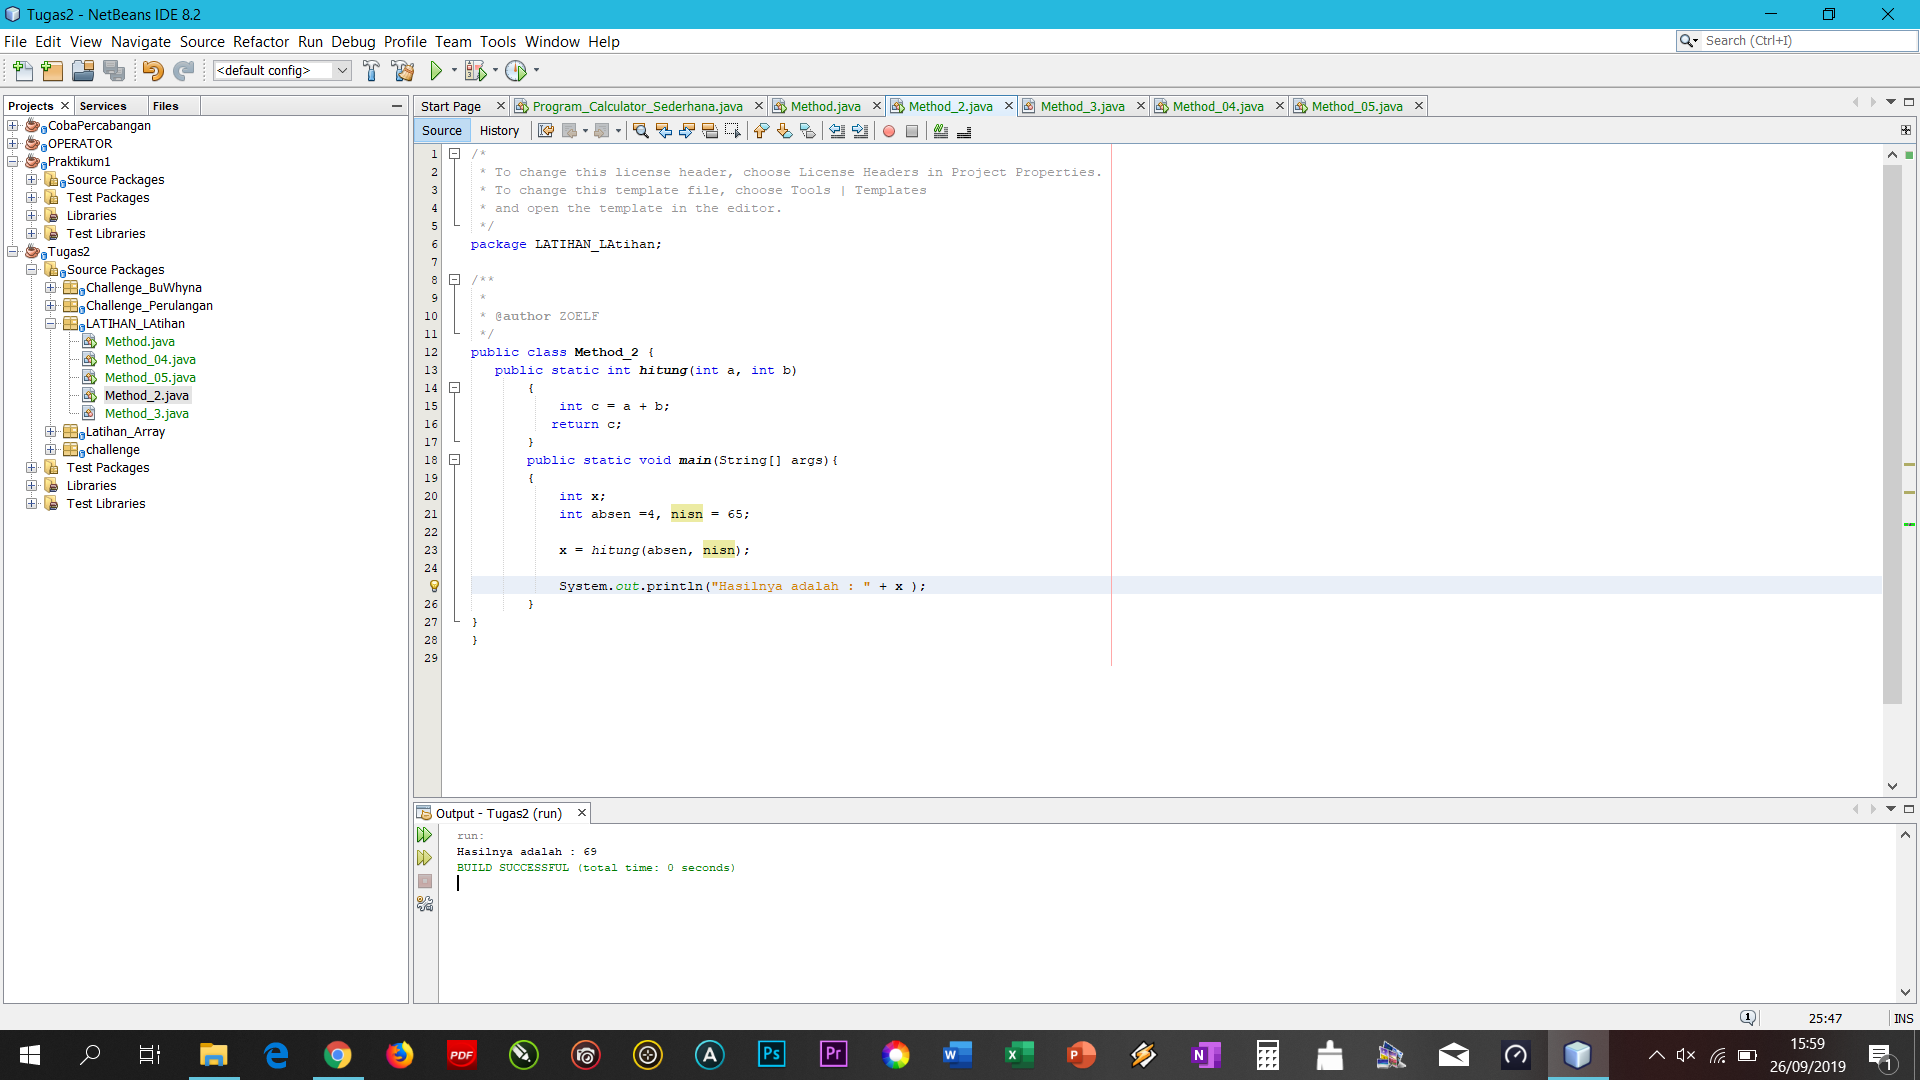 Tugas2 - NetBeans IDE 8.2
File Edit View Navigate Source Refactor Run Debug Profile Team Tools Window Help
Search (Ctrl+I)
<default config>
Projects Services Files
CobaPercabangan
OPERATOR
Praktikum1
Source Packages
Test Packages
Libraries
Test Libraries
Tugas2
Source Packages
Challenge_BuWhyna
Challenge_Perulangan
LATIHAN_LAtihan
Method.java
Method_04.java
Method_05.java
Method_2.java
Method_3.java
Latihan_Array
challenge
Test Packages
Libraries
Test Libraries
Start Page Program_Calculator_Sederhana.java Method.java Method_2.java Method_3.java Method_04.java Method_05.java
Source History
1 /*
2 * To change this license header, choose License Headers in Project Properties.
3 * To change this template file, choose Tools | Templates
4 * and open the template in the editor.
5 */
6 package LATIHAN_LAtihan;
7
8 /**
9 *
10 * @author ZOELF
11 */
12 public class Method_2 {
13 public static int hitung(int a, int b)
14 {
15 int c = a + b;
16 return c;
17 }
18 public static void main(String[] args){
19 {
20 int x;
21 int absen =4, nisn = 65;
22
23 x = hitung(absen, nisn);
24
System.out.println("Hasilnya adalah : " + x );
26 }
27 }
28 }
29
Output - Tugas2 (run)
run:
Hasilnya adalah : 69
BUILD SUCCESSFUL (total time: 0 seconds)
1 25:47 INS
PDF Ps Pr W X P N
15:59
26/09/2019
1